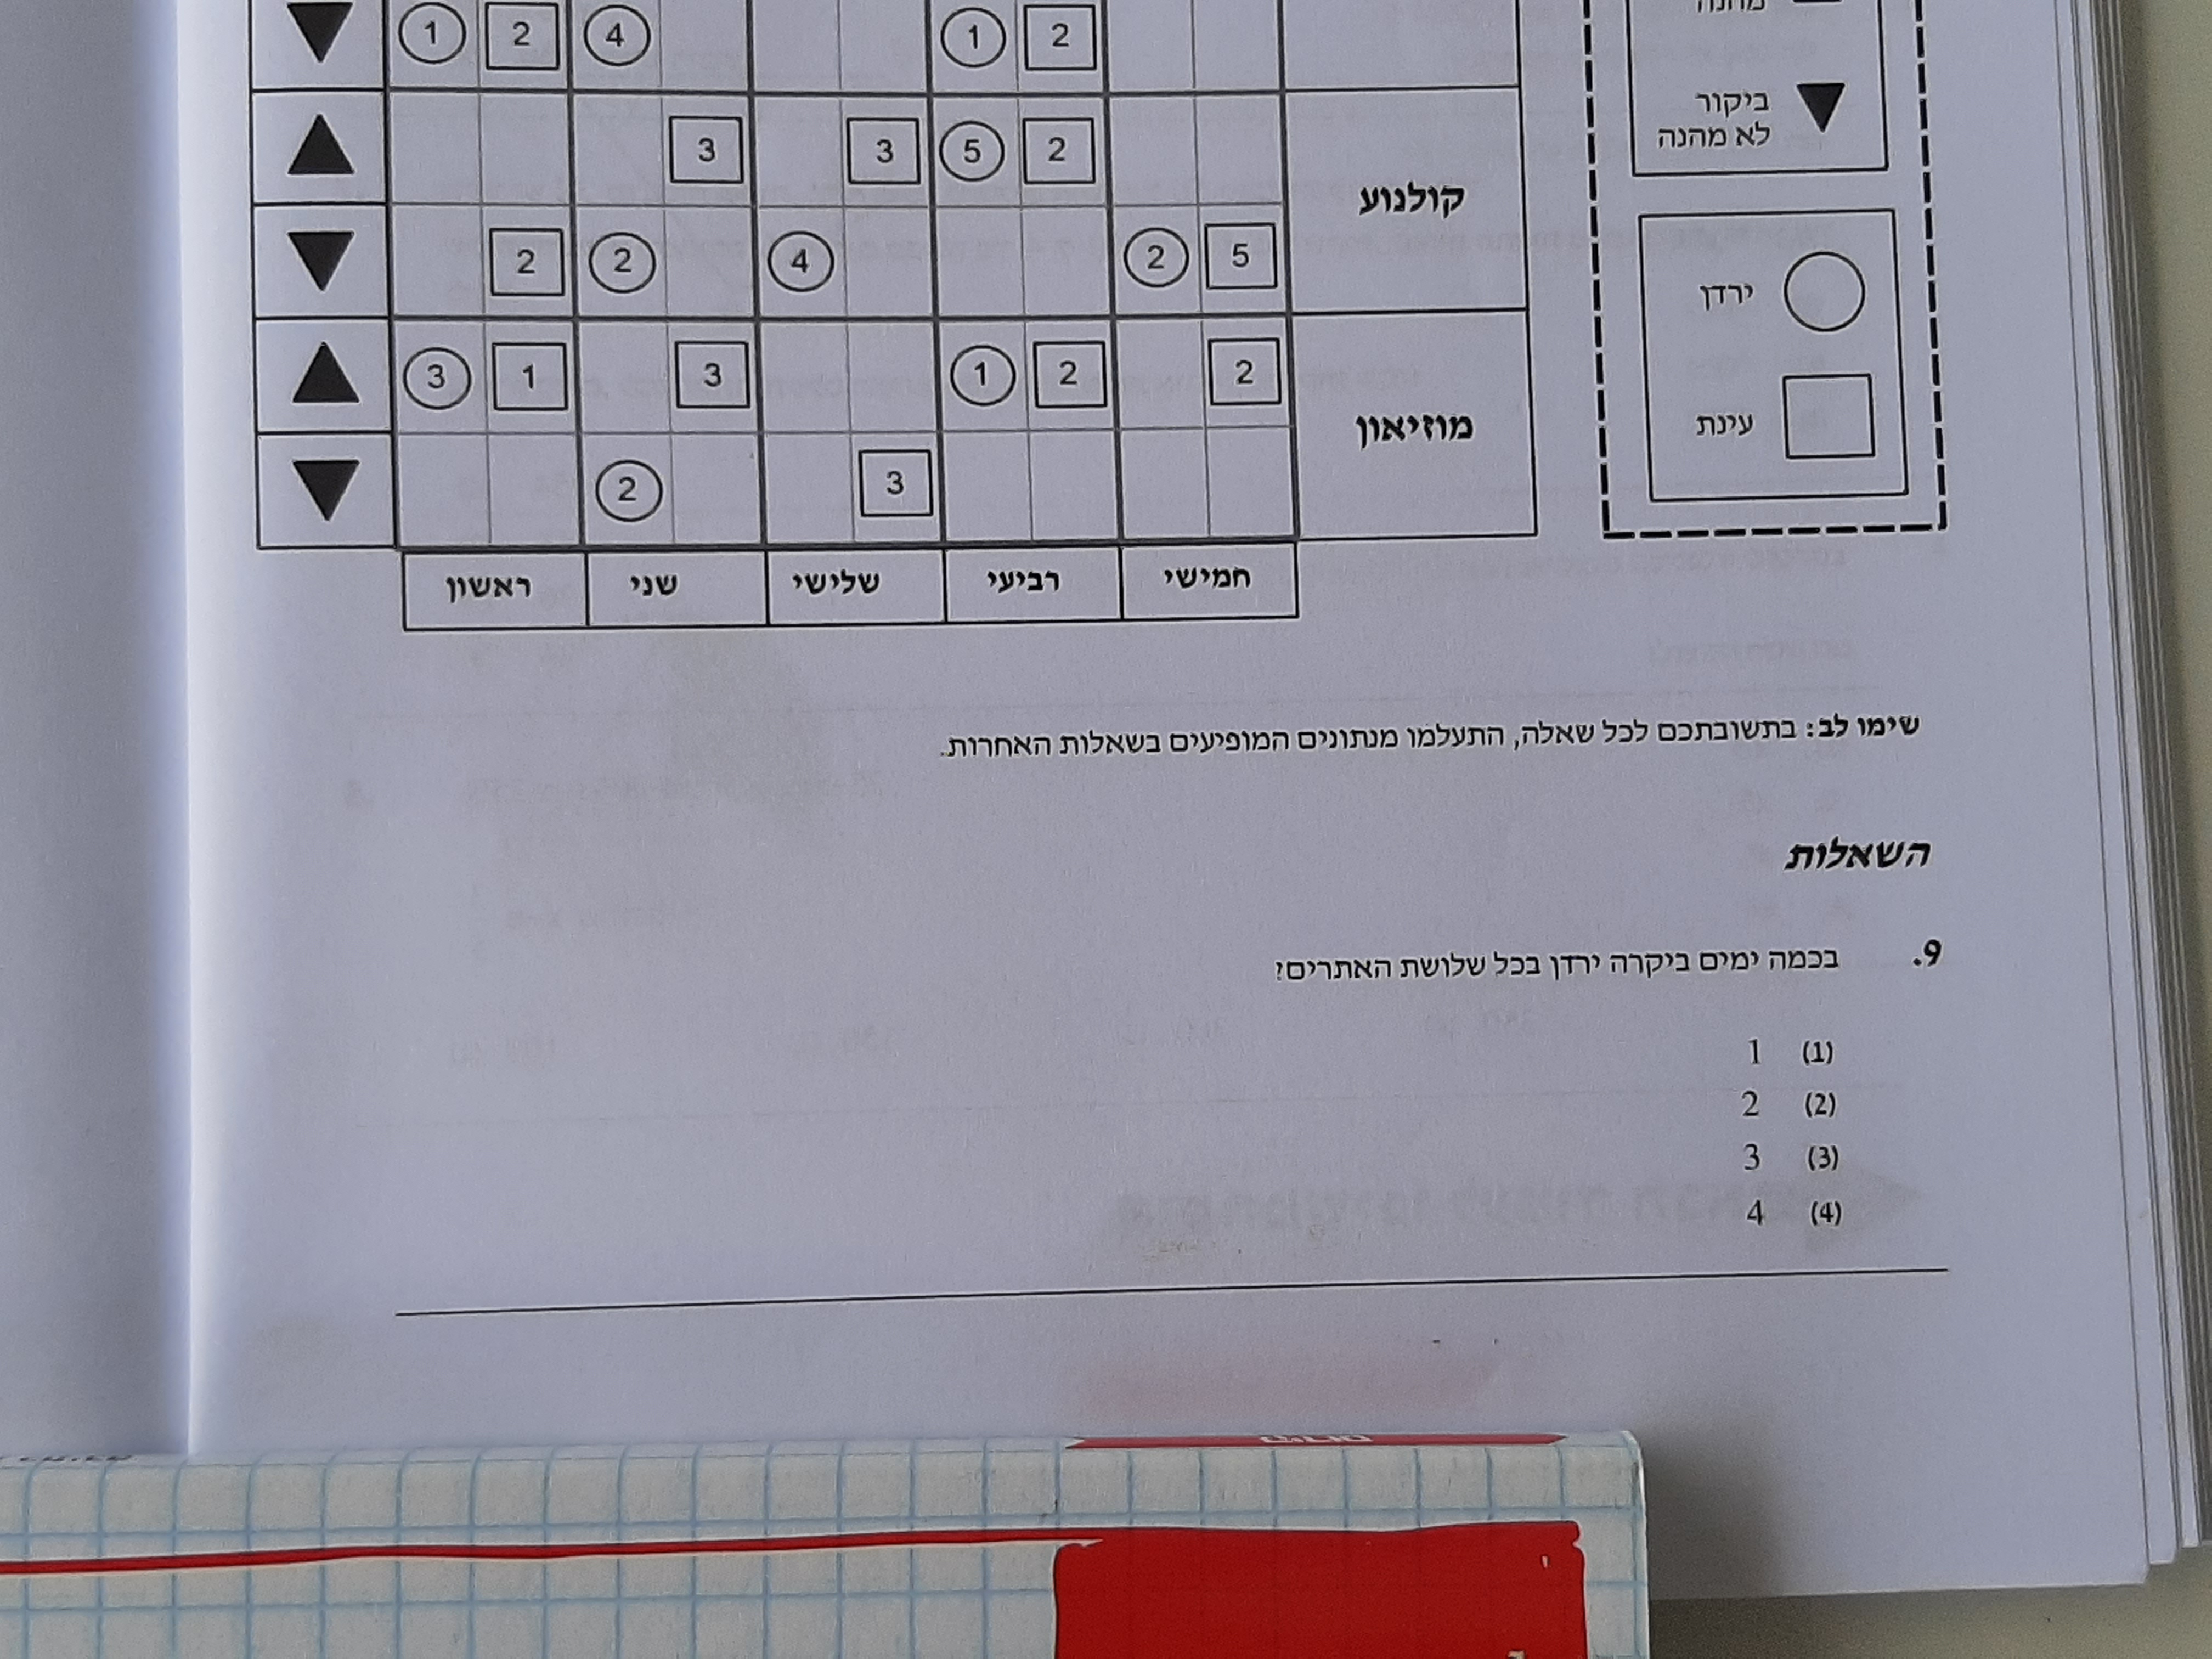 1 2 4 1 2
3 3 5 2
קולנוע
2 2 4 2 5
3 1 3 1 2 2
מוזיאון
2 3
ראשון שני שלישי רביעי חמישי
ביקור
לא מהנה
ירדן
עינת
שימו לב: בתשובתכם לכל שאלה, התעלמו מנתונים המופיעים בשאלות האחרות.
השאלות
9. בכמה ימים ביקרה ירדן בכל שלושת האתרים?
(1) 1
(2) 2
(3) 3
(4) 4